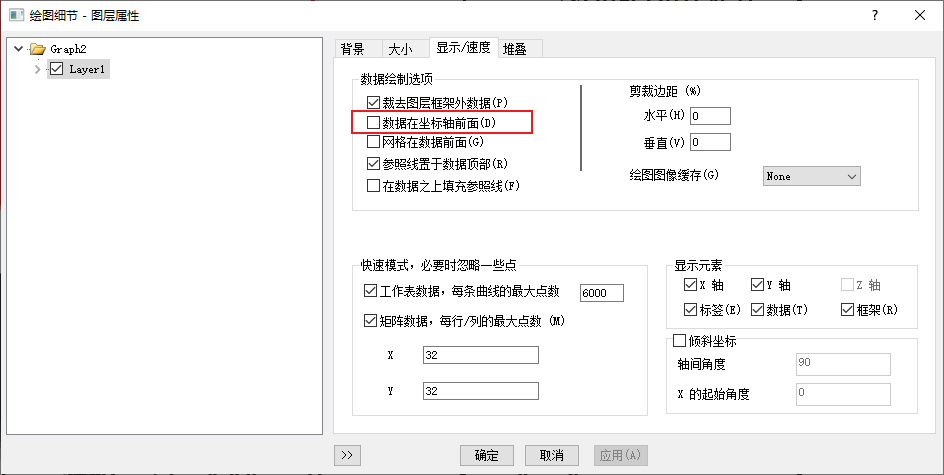 绘图细节 - 图层属性
?
Graph2
Layer1
背景 大小 显示/速度 堆叠
数据绘制选项
裁去图层框架外数据(P)
数据在坐标轴前面(D)
网格在数据前面(G)
参照线置于数据顶部(R)
在数据之上填充参照线(F)
剪裁边距 (%)
水平(H) 0
垂直(V) 0
绘图图像缓存(G) None
快速模式，必要时忽略一些点
工作表数据，每条曲线的最大点数 6000
矩阵数据，每行/列的最大点数 (M)
X 32
Y 32
显示元素
X 轴 Y 轴 Z 轴
标签(E) 数据(T) 框架(R)
倾斜坐标
轴间角度 90
X 的起始角度 0
>> 确定 取消 应用(A)